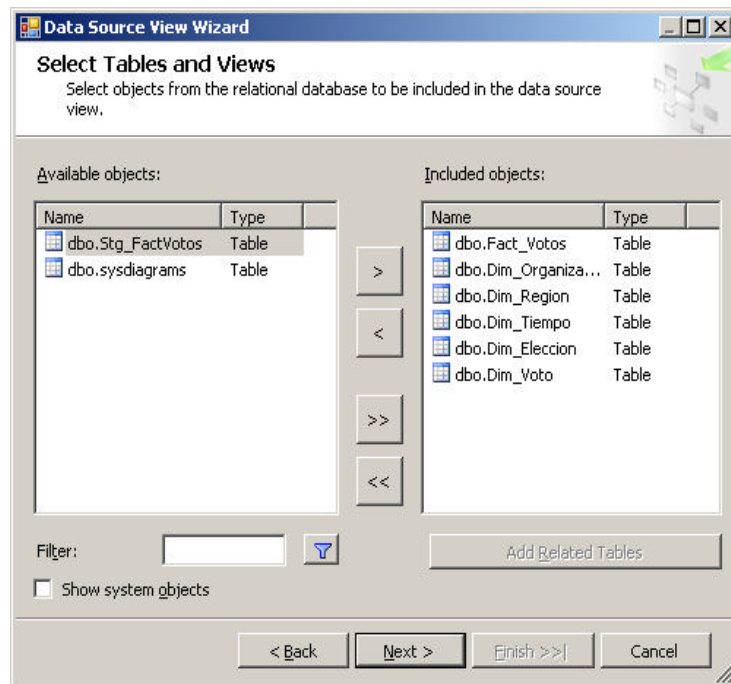 Data Source View Wizard
Select Tables and Views
Select objects from the relational database to be included in the data source
view.
Available objects:
Name Type
dbo.Stg_FactVotos Table
dbo.sysdiagrams Table
>
<
>>
<<
Included objects:
Name Type
dbo.Fact_Votos Table
dbo.Dim_Organiza... Table
dbo.Dim_Region Table
dbo.Dim_Tiempo Table
dbo.Dim_Eleccion Table
dbo.Dim_Voto Table
Filter:
Add Related Tables
Show system objects
< Back Next > Finish >>| Cancel